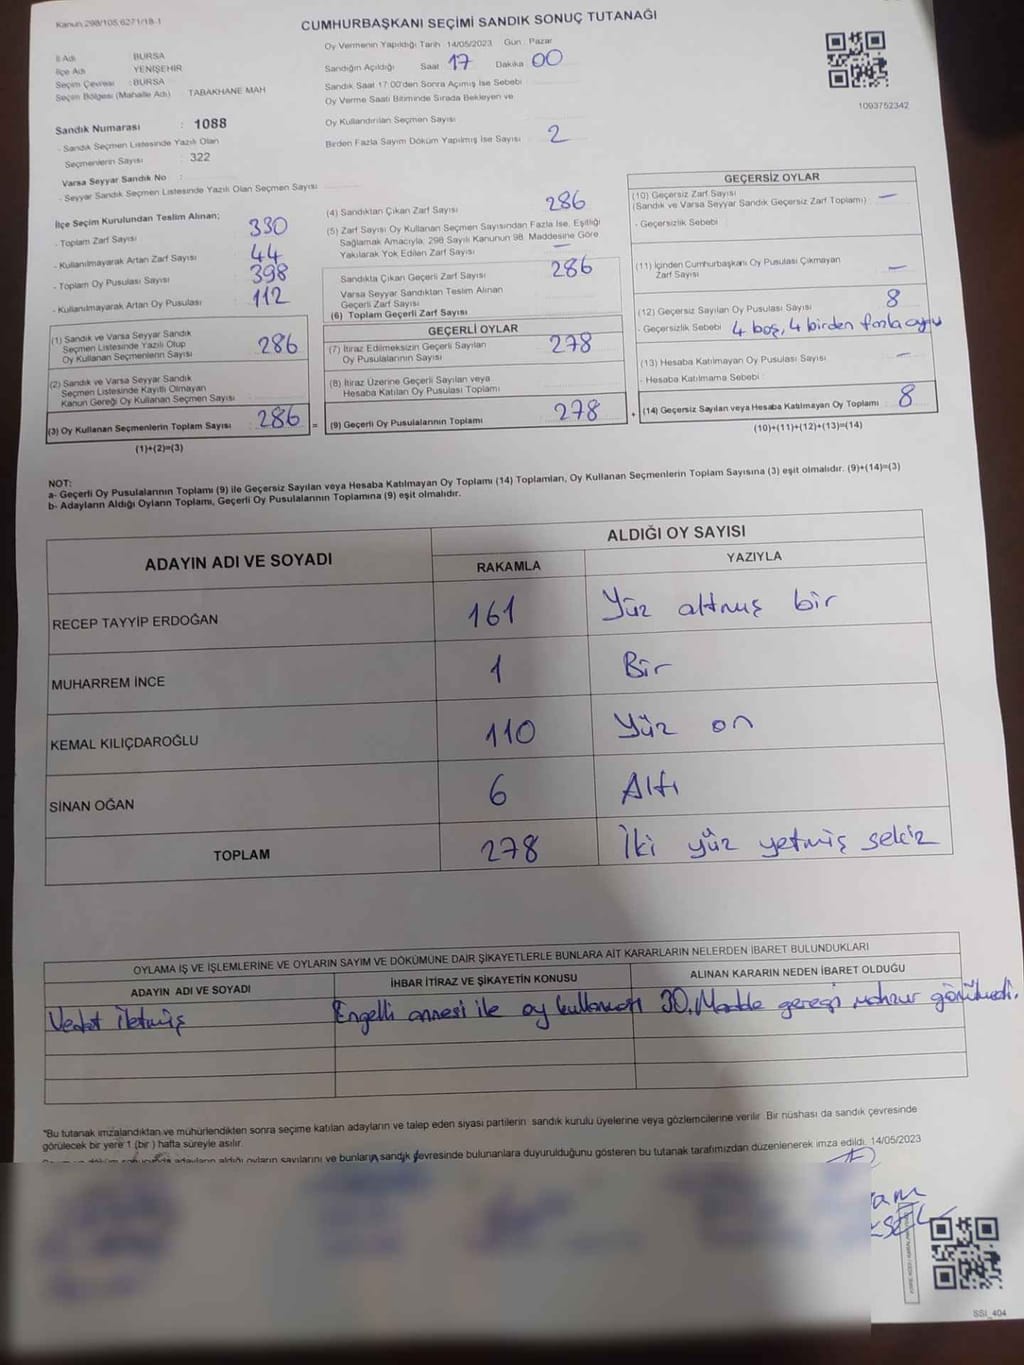 Kanun:298/105,6271/18-1
CUMHURBAŞKANI SEÇİMİ SANDIK SONUÇ TUTANAĞI
İl Adı BURSA
İlçe Adı YENİŞEHİR
Seçim Çevresi : BURSA
Seçim Bölgesi (Mahalle Adı) TABAKHANE MAH
Sandık Numarası : 1088
- Sandık Seçmen Listesinde Yazılı Olan
Seçmenlerin Sayısı : 322
Varsa Seyyar Sandık No :
- Seyyar Sandık Seçmen Listesinde Yazılı Olan Seçmen Sayısı
Oy Vermenin Yapıldığı Tarih 14/05/2023 Gün Pazar
Sandığın Açıldığı Saat 17 Dakika 00
Sandık Saat 17:00'den Sonra Açımış İse Sebebi
Oy Verme Saati Bitiminde Sırada Bekleyen ve
Oy Kullandırılan Seçmen Sayısı
Birden Fazla Sayım Döküm Yapılmış İse Sayısı 2
1093752342
İlçe Seçim Kurulundan Teslim Alınan;
- Toplam Zarf Sayısı 330
- Kullanılmayarak Artan Zarf Sayısı 44
- Toplam Oy Pusulası Sayısı 398
- Kullanılmayarak Artan Oy Pusulası 112
(1) Sandık ve Varsa Seyyar Sandık
Seçmen Listesinde Yazılı Olup
Oy Kullanan Seçmenlerin Sayısı 286
(2) Sandık ve Varsa Seyyar Sandık
Seçmen Listesinde Kayıtlı Olmayan
Kanun Gereği Oy Kullanan Seçmen Sayısı
(3) Oy Kullanan Seçmenlerin Toplam Sayısı 286 =
(1)+(2)=(3)
(4) Sandıktan Çıkan Zarf Sayısı 286
(5) Zarf Sayısı Oy Kullanan Seçmen Sayısından Fazla İse, Eşitliği
Sağlamak Amacıyla, 298 Sayılı Kanunun 98. Maddesine Göre
Yakılarak Yok Edilen Zarf Sayısı —
Sandıkta Çıkan Geçerli Zarf Sayısı 286
Varsa Seyyar Sandıktan Teslim Alınan
Geçerli Zarf Sayısı
(6) Toplam Geçerli Zarf Sayısı
GEÇERLİ OYLAR
(7) İtiraz Edilmeksizin Geçerli Sayılan
Oy Pusulalarının Sayısı 278
(8) İtiraz Üzerine Geçerli Sayılan veya
Hesaba Katılan Oy Pusulası Toplamı
(9) Geçerli Oy Pusulalarının Toplamı 278 +
GEÇERSİZ OYLAR
(10) Geçersiz Zarf Sayısı
(Sandık ve Varsa Seyyar Sandık Geçersiz Zarf Toplamı) —
- Geçersizlik Sebebi
(11) İçinden Cumhurbaşkanı Oy Pusulası Çıkmayan
Zarf Sayısı —
(12) Geçersiz Sayılan Oy Pusulası Sayısı 8
- Geçersizlik Sebebi 4 boş, 4 birden fazla oyu
(13) Hesaba Katılmayan Oy Pusulası Sayısı —
- Hesaba Katılmama Sebebi
(14) Geçersiz Sayılan veya Hesaba Katılmayan Oy Toplamı 8
(10)+(11)+(12)+(13)=(14)
NOT:
a- Geçerli Oy Pusulalarının Toplamı (9) ile Geçersiz Sayılan veya Hesaba Katılmayan Oy Toplamı (14) Toplamları, Oy Kullanan Seçmenlerin Toplam Sayısına (3) eşit olmalıdır. (9)+(14)=(3)
b- Adayların Aldığı Oyların Toplamı, Geçerli Oy Pusulalarının Toplamına (9) eşit olmalıdır.
ADAYIN ADI VE SOYADI ALDIĞI OY SAYISI
RAKAMLA YAZIYLA
RECEP TAYYİP ERDOĞAN 161 Yüz altmış bir
MUHARREM İNCE 1 Bir
KEMAL KILIÇDAROĞLU 110 Yüz on
SİNAN OĞAN 6 Altı
TOPLAM 278 İki yüz yetmiş sekiz
OYLAMA İŞ VE İŞLEMLERİNE VE OYLARIN SAYIM VE DÖKÜMÜNE DAİR ŞİKAYETLERLE BUNLARA AİT KARARLARIN NELERDEN İBARET BULUNDUKLARI
ADAYIN ADI VE SOYADI İHBAR İTİRAZ VE ŞİKAYETİN KONUSU ALINAN KARARIN NEDEN İBARET OLDUĞU
Vedat iletmiş Engelli annesi ile oy kullanması 30. Madde gereği mahzur görülmedi.
"Bu tutanak imzalandıktan ve mühürlendikten sonra seçime katılan adayların ve talep eden siyasi partilerin sandık kurulu üyelerine veya gözlemcilerine verilir. Bir nüshası da sandık çevresinde
görülecek bir yere 1 (bir ) hafta süreyle asılır.
adayların aldığı oyların sayılarını ve bunların sandık çevresinde bulunanlara duyurulduğunu gösteren bu tutanak tarafımızdan düzenlenerek imza edildi. 14/05/2023
SSI_404